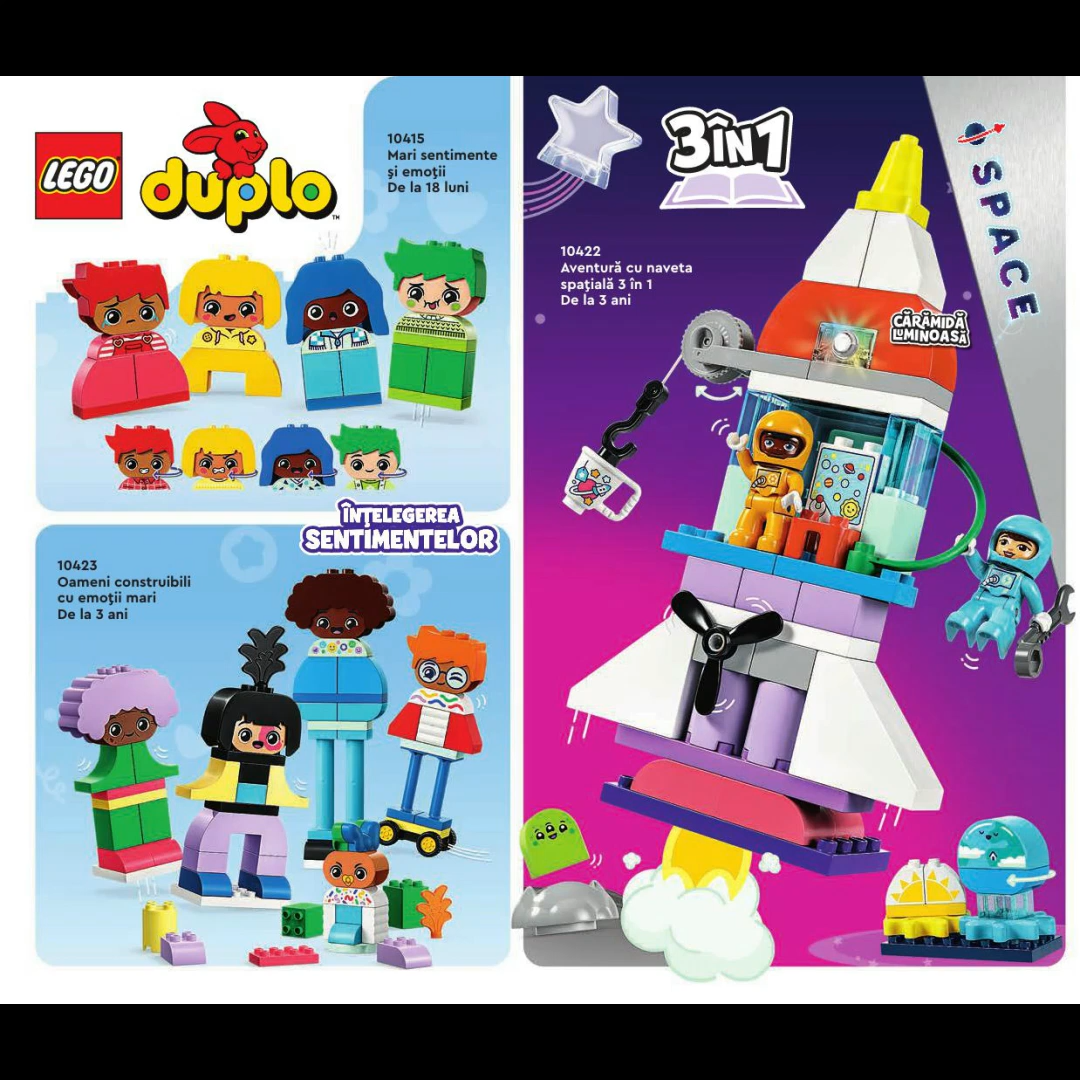 LEGO
duplo
™
10415
Mari sentimente
și emoții
De la 18 luni
ÎNȚELEGEREA
SENTIMENTELOR
10423
Oameni construibili
cu emoții mari
De la 3 ani
3ÎN1
10422
Aventură cu naveta
spațială 3 în 1
De la 3 ani
CĂRĂMIDĂ
LUMINOASĂ
SPACE